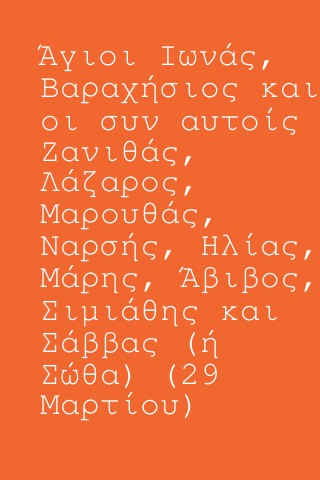 Άγιοι Ιωνάς,
Βαραχήσιος και
οι συν αυτοίς
Ζανιθάς,
Λάζαρος,
Μαρουθάς,
Ναρσής, Ηλίας,
Μάρης, Άβιβος,
Σιμιάθης και
Σάββας (ή
Σώθα) (29
Μαρτίου)